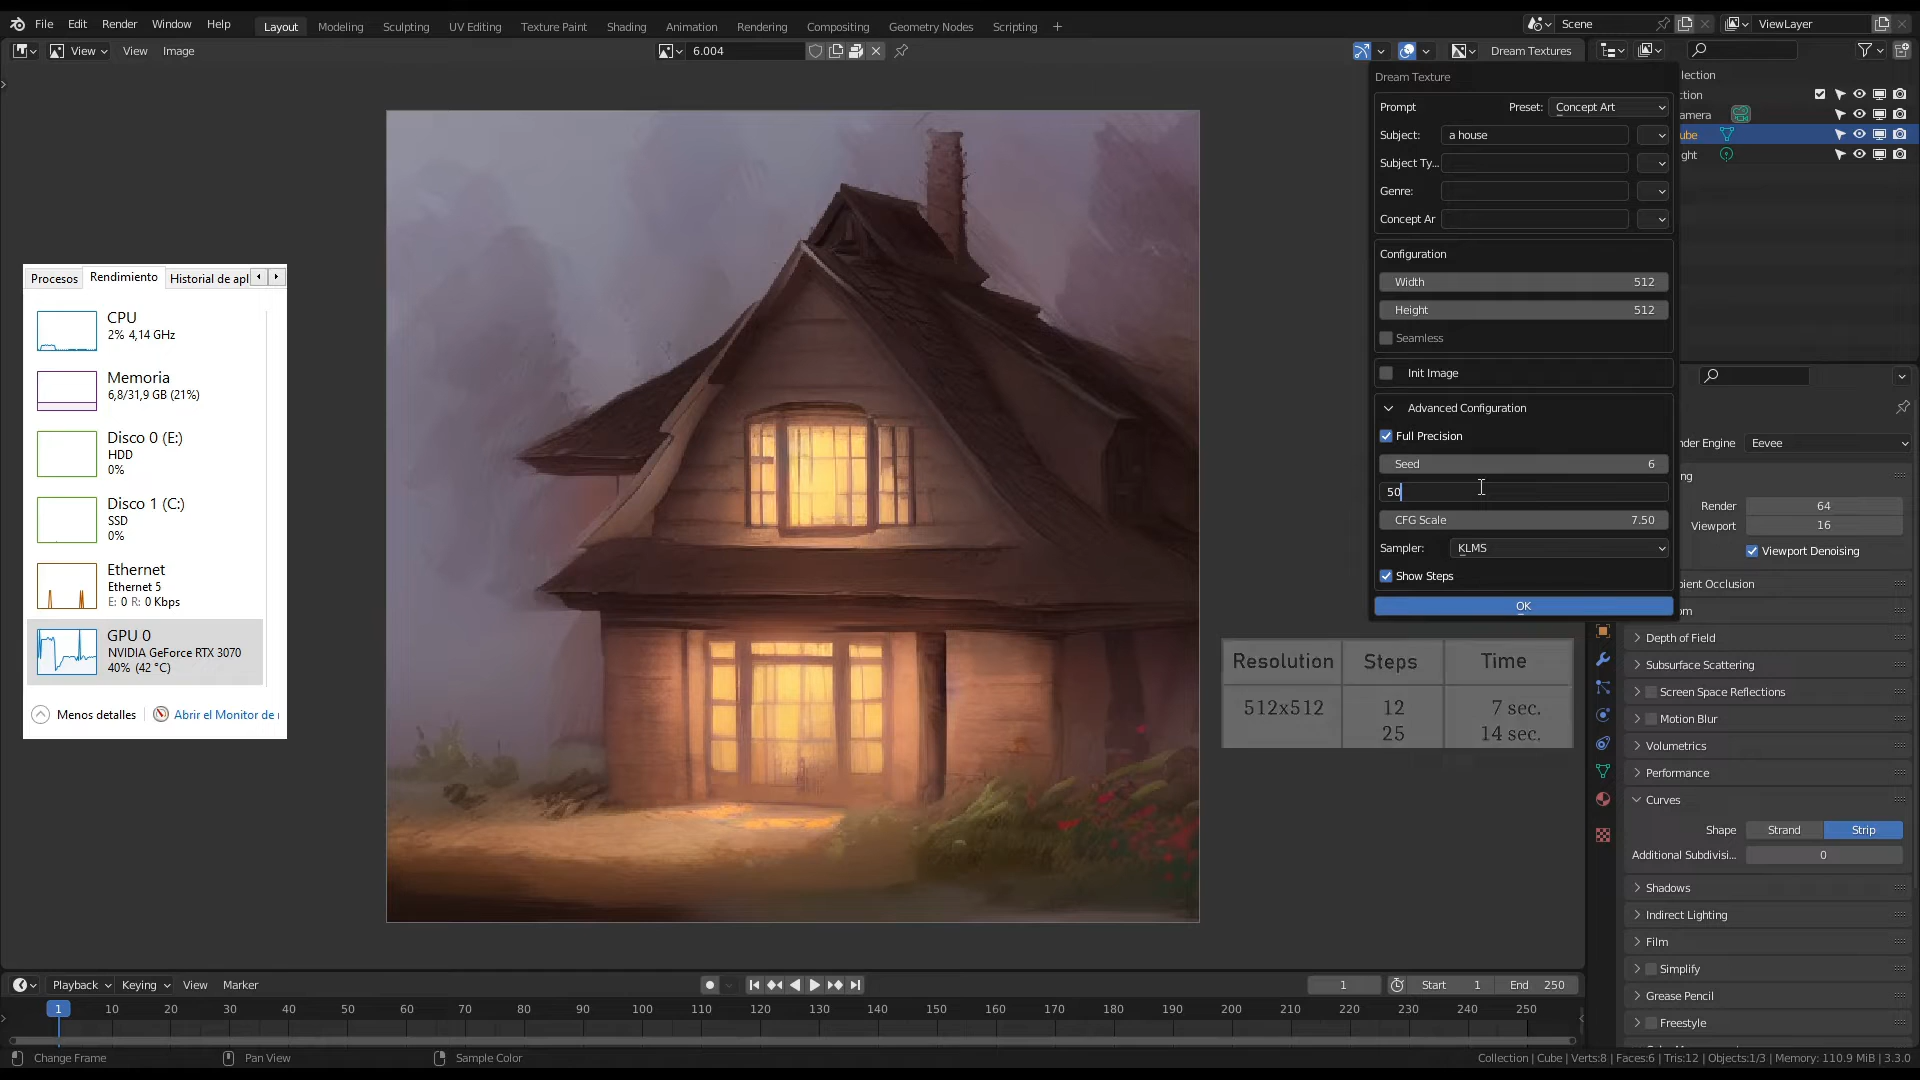 File Edit Render Window Help Layout Modeling Sculpting UV Editing Texture Paint Shading Animation Rendering Compositing Geometry Nodes Scripting + Scene ViewLayer
View View Image 6.004 Dream Textures
Dream Texture
Prompt Preset: Concept Art
Subject: a house
Subject Ty...
Genre:
Concept Ar
Configuration
Width 512
Height 512
Seamless
Init Image
Advanced Configuration
Full Precision
Seed 6
50
CFG Scale 7.50
Sampler: KLMS
Show Steps
OK
lection
ction
amera
ube
ght
Procesos Rendimiento Historial de apl
CPU
2% 4,14 GHz
Memoria
6,8/31,9 GB (21%)
Disco 0 (E:)
HDD
0%
Disco 1 (C:)
SSD
0%
Ethernet
Ethernet 5
E: 0 R: 0 Kbps
GPU 0
NVIDIA GeForce RTX 3070
40% (42 °C)
Menos detalles Abrir el Monitor de
Resolution Steps Time
512x512 12 7 sec.
25 14 sec.
der Engine Eevee
ng
Render 64
Viewport 16
Viewport Denoising
ient Occlusion
om
Depth of Field
Subsurface Scattering
Screen Space Reflections
Motion Blur
Volumetrics
Performance
Curves
Shape Strand Strip
Additional Subdivisi... 0
Shadows
Indirect Lighting
Film
Simplify
Grease Pencil
Freestyle
Playback Keying View Marker 1 Start 1 End 250
1 10 20 30 40 50 60 70 80 90 100 110 120 130 140 150 160 170 180 190 200 210 220 230 240 250
Change Frame Pan View Sample Color Collection | Cube | Verts:8 | Faces:6 | Tris:12 | Objects:1/3 | Memory: 110.9 MiB | 3.3.0